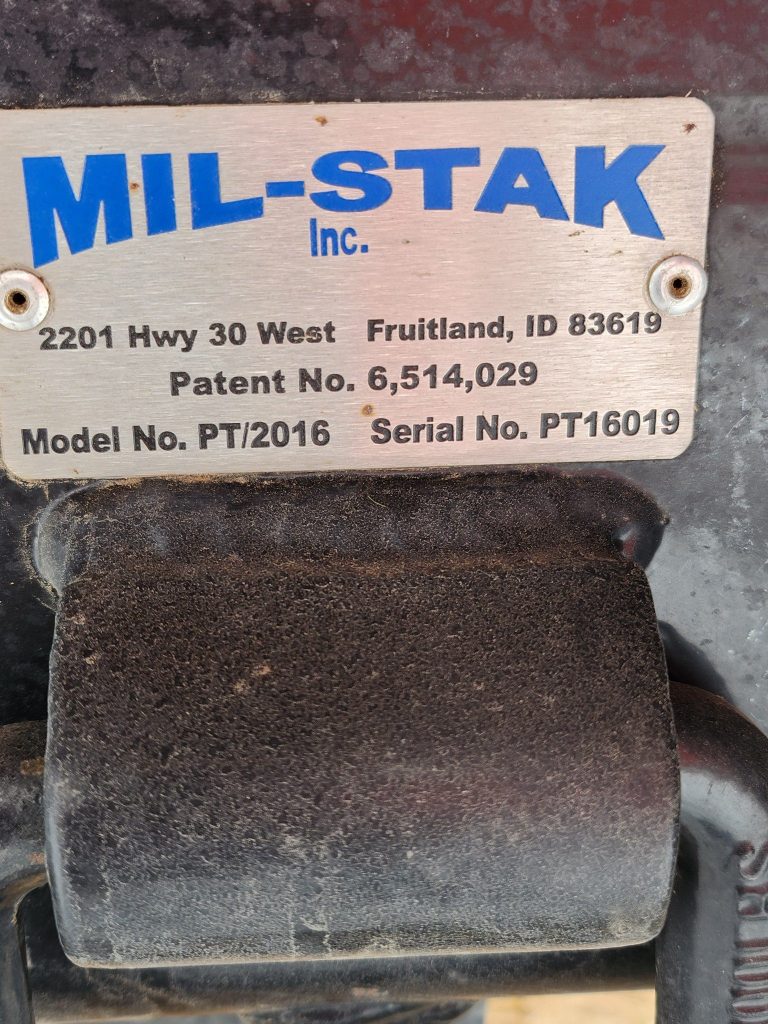 MIL-STAK
Inc.
2201 Hwy 30 West Fruitland, ID 83619
Patent No. 6,514,029
Model No. PT/2016 Serial No. PT16019